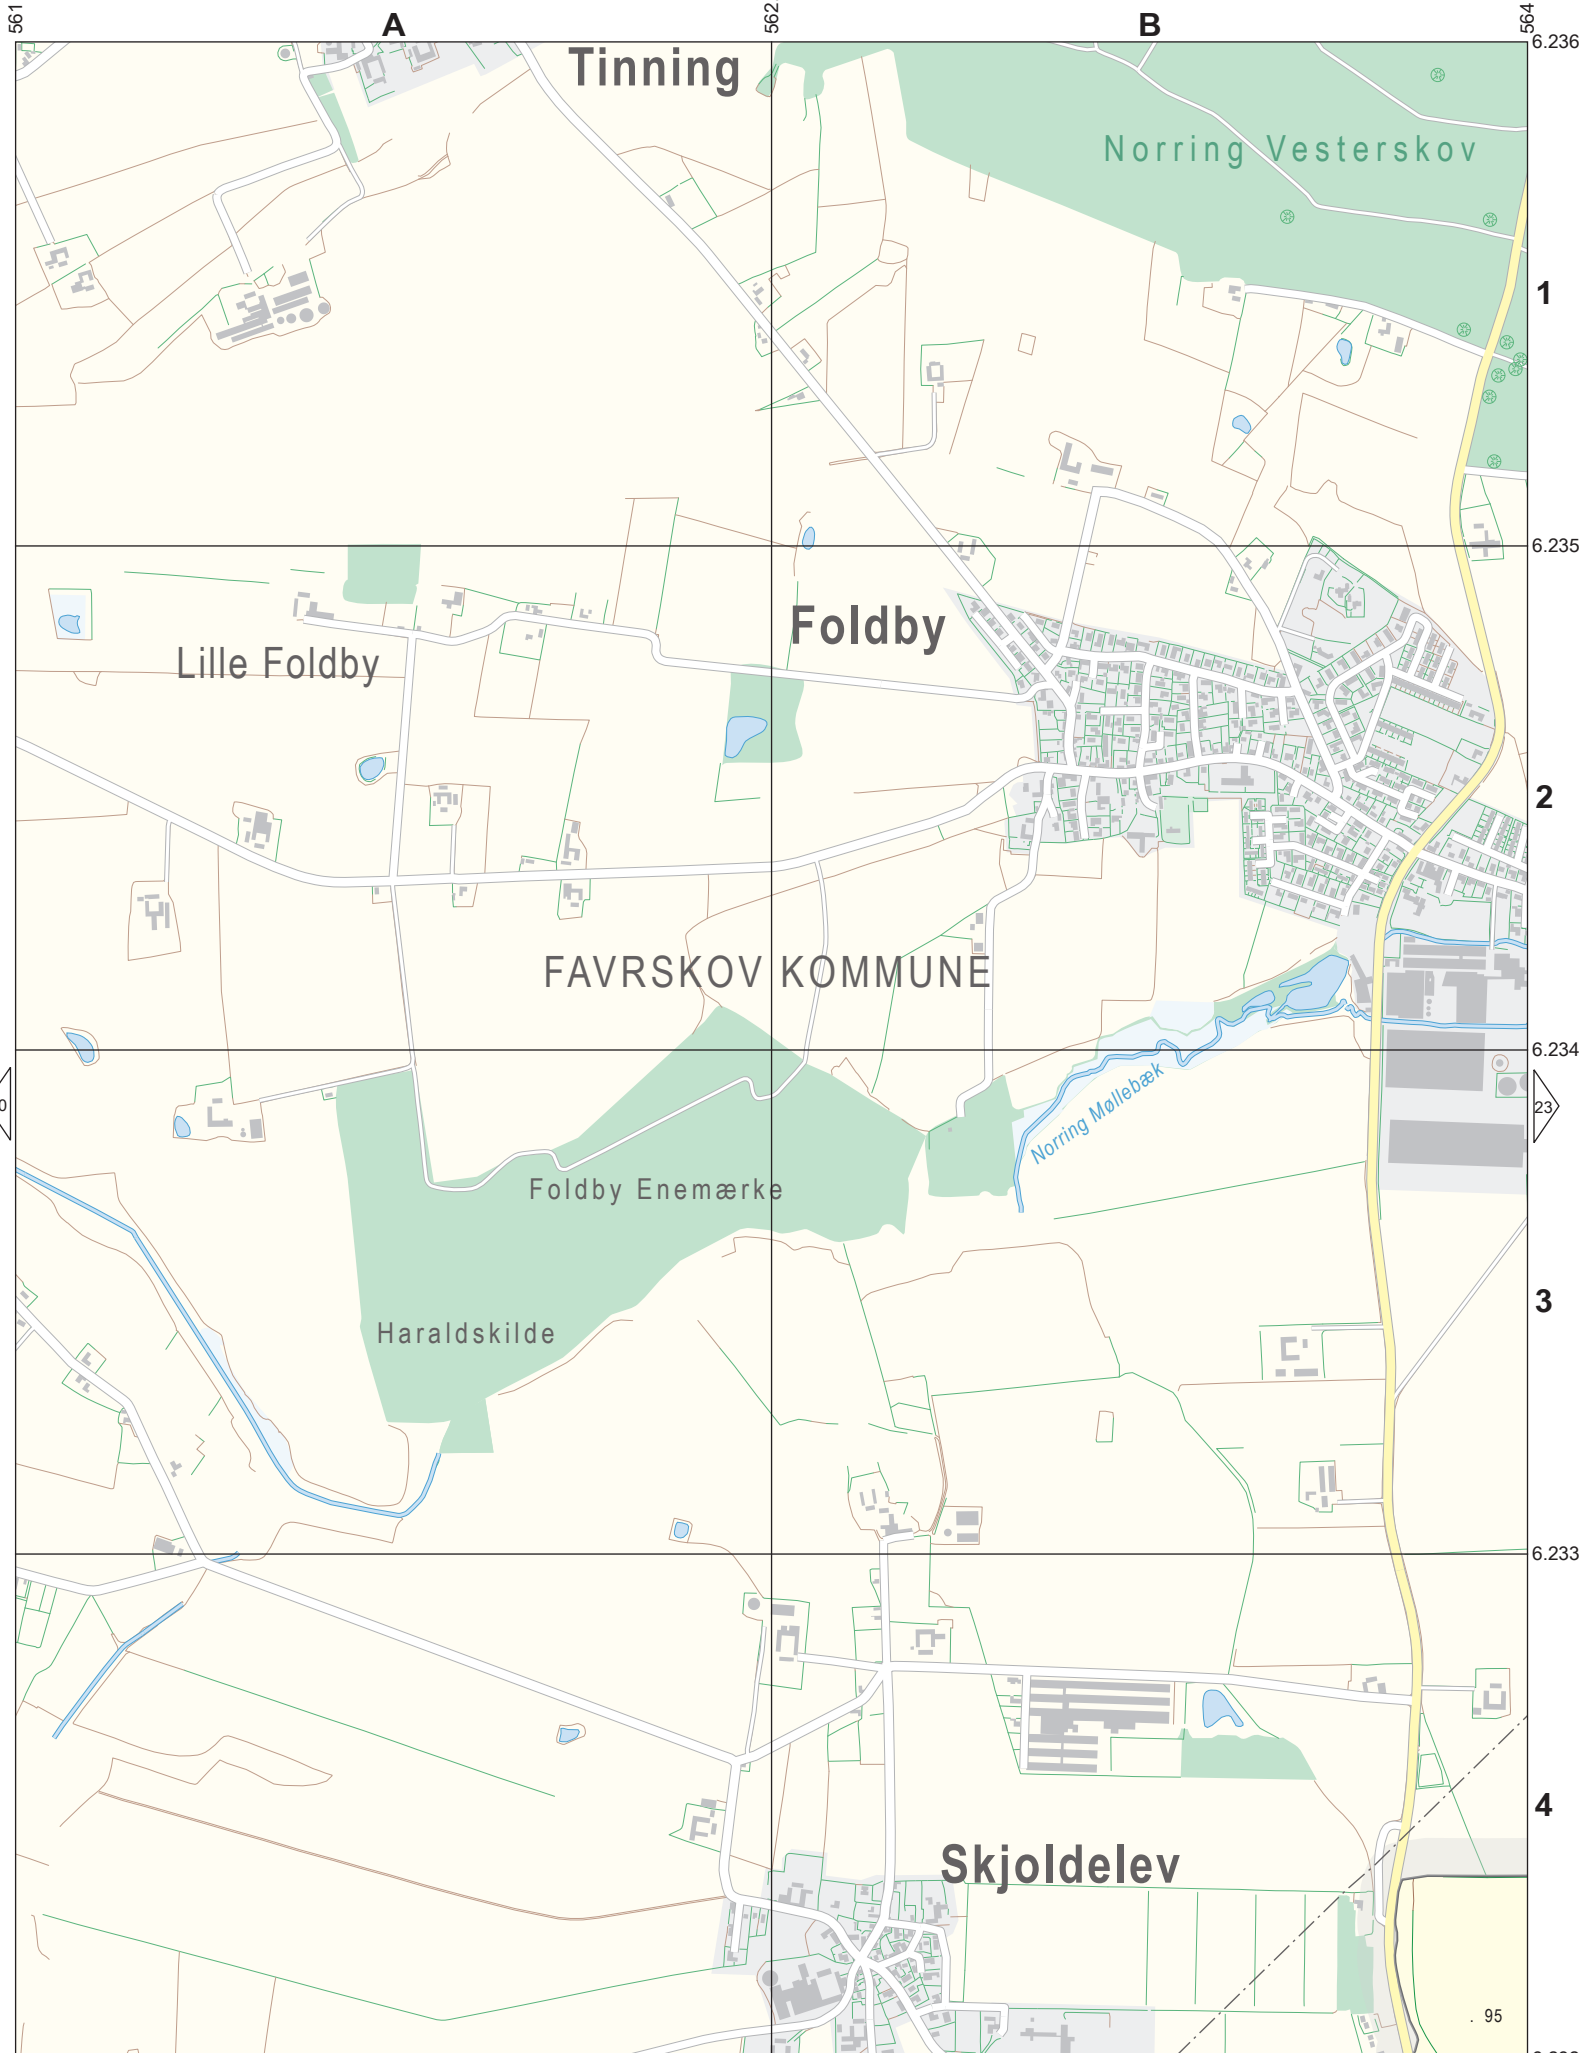 561
A
562
B
564
6.236
Tinning
Norring Vesterskov
1
6.235
Foldby
Lille Foldby
2
FAVRSKOV KOMMUNE
6.234
Norring Møllebæk
23
Foldby Enemærke
3
Haraldskilde
6.233
4
Skjoldelev
. 95